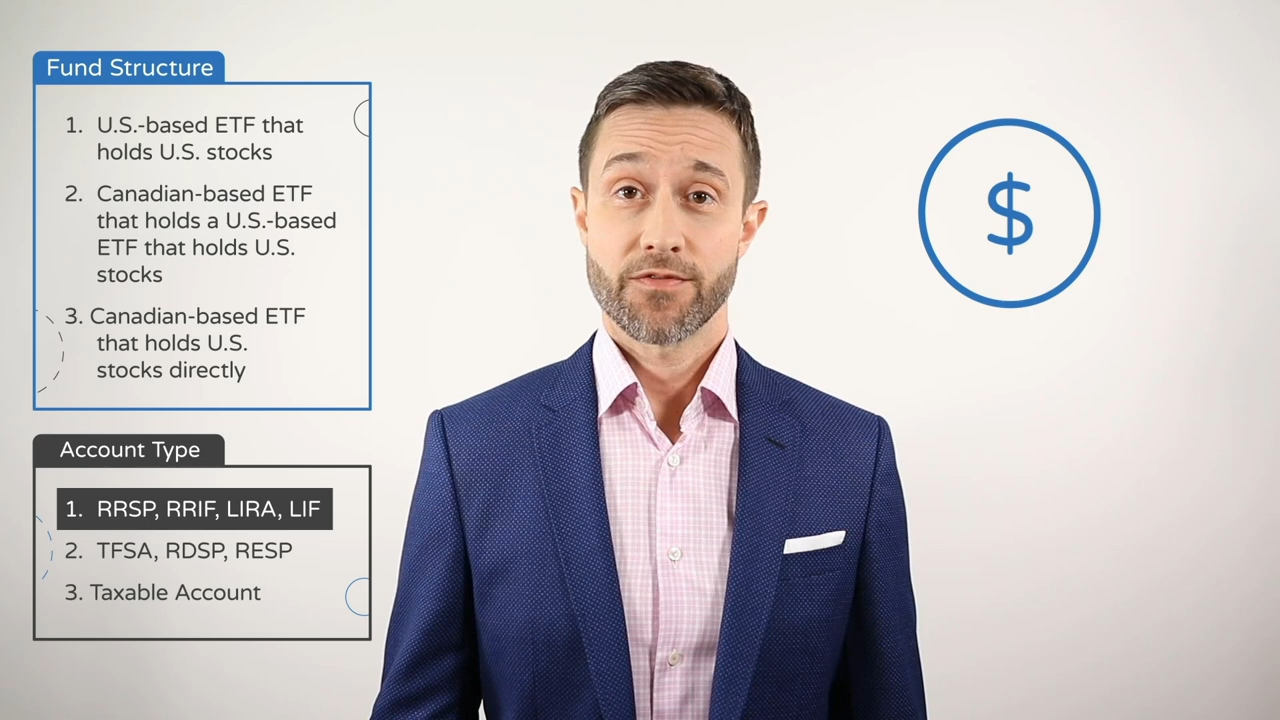 Fund Structure
1. U.S.-based ETF that
holds U.S. stocks
2. Canadian-based ETF
that holds a U.S.-based
ETF that holds U.S.
stocks
3. Canadian-based ETF
that holds U.S.
stocks directly
Account Type
1. RRSP, RRIF, LIRA, LIF
2. TFSA, RDSP, RESP
3. Taxable Account
$